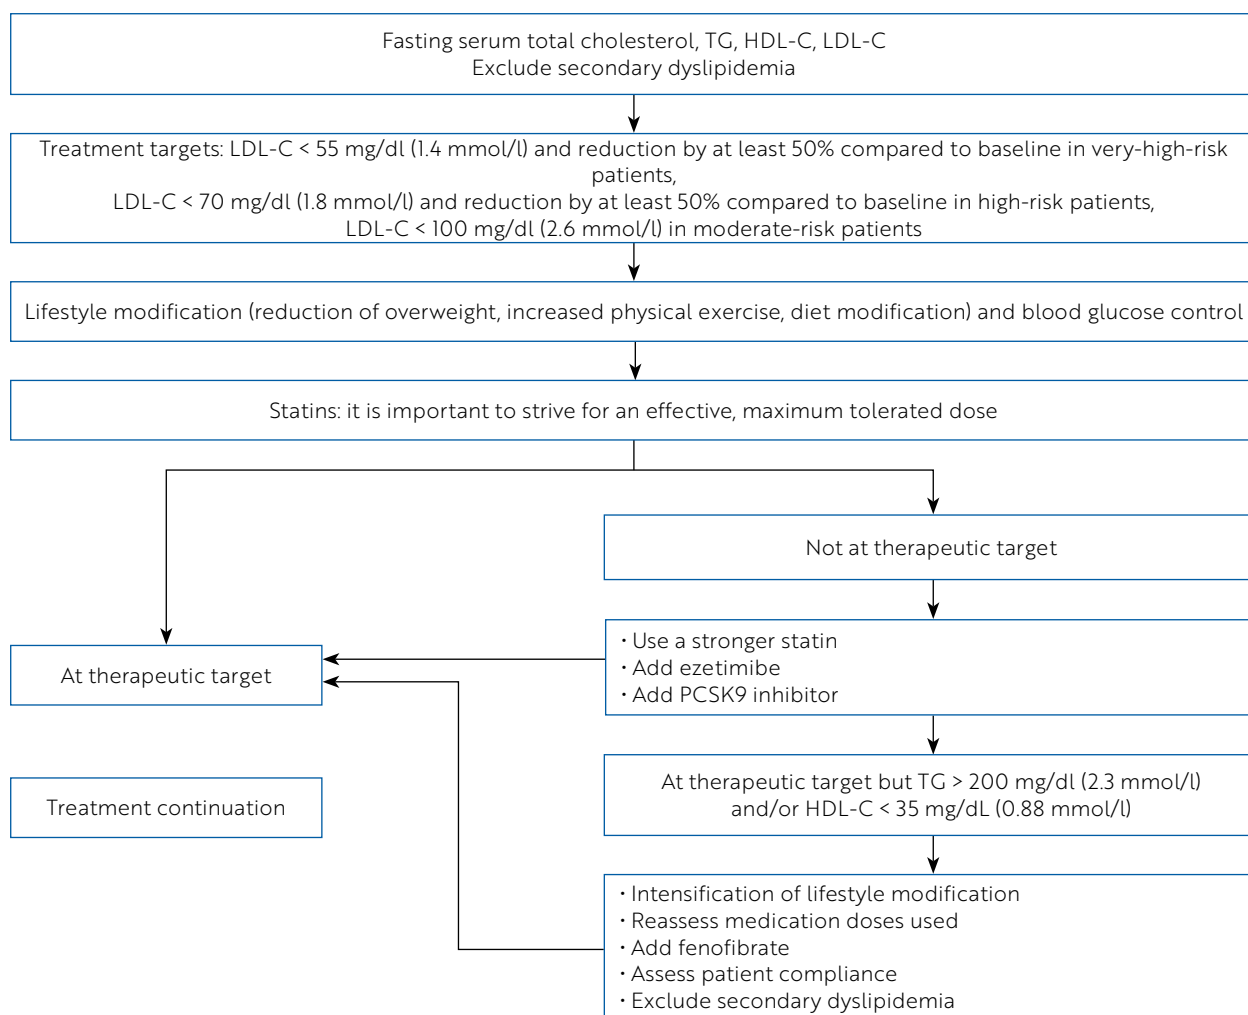 Fasting serum total cholesterol, TG, HDL-C, LDL-C
Exclude secondary dyslipidemia
Treatment targets: LDL-C < 55 mg/dl (1.4 mmol/l) and reduction by at least 50% compared to baseline in very-high-risk
patients,
LDL-C < 70 mg/dl (1.8 mmol/l) and reduction by at least 50% compared to baseline in high-risk patients,
LDL-C < 100 mg/dl (2.6 mmol/l) in moderate-risk patients
Lifestyle modification (reduction of overweight, increased physical exercise, diet modification) and blood glucose control
Statins: it is important to strive for an effective, maximum tolerated dose
Not at therapeutic target
• Use a stronger statin
• Add ezetimibe
• Add PCSK9 inhibitor
At therapeutic target
At therapeutic target but TG > 200 mg/dl (2.3 mmol/l)
and/or HDL-C < 35 mg/dL (0.88 mmol/l)
Treatment continuation
• Intensification of lifestyle modification
• Reassess medication doses used
• Add fenofibrate
• Assess patient compliance
• Exclude secondary dyslipidemia